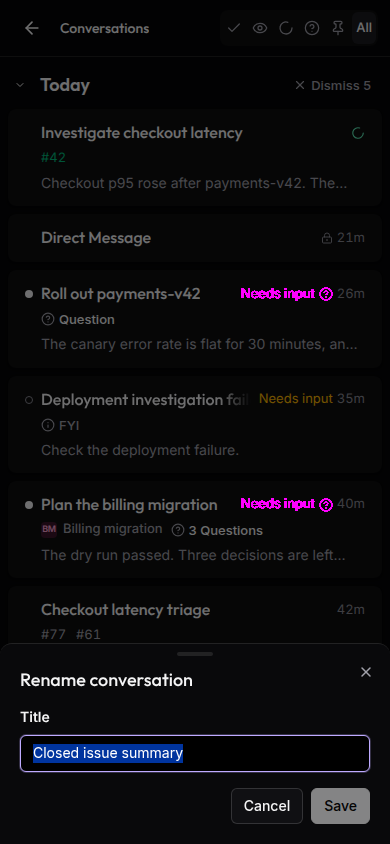 Conversations
All
Today
Dismiss 5
Investigate checkout latency
#42
Checkout p95 rose after payments-v42. The...
Direct Message
21m
Roll out payments-v42
Needs input
26m
Question
The canary error rate is flat for 30 minutes, an...
Deployment investigation fail
Needs input 35m
FYI
Check the deployment failure.
Plan the billing migration
Needs input
40m
BM Billing migration
3 Questions
The dry run passed. Three decisions are left...
Checkout latency triage
42m
#77 #61
Rename conversation
Title
Closed issue summary
Cancel
Save